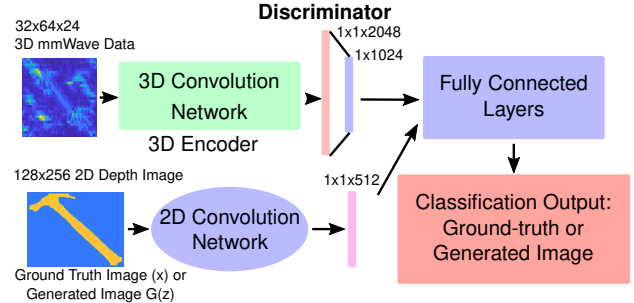 Discriminator
32x64x24
3D mmWave Data
1x1x2048
1x1024
3D Convolution
Network
3D Encoder
Fully Connected
Layers
128x256 2D Depth Image
1x1x512
2D Convolution
Network
Classification Output:
Ground-truth or
Generated Image
Ground Truth Image (x) or
Generated Image G(z)